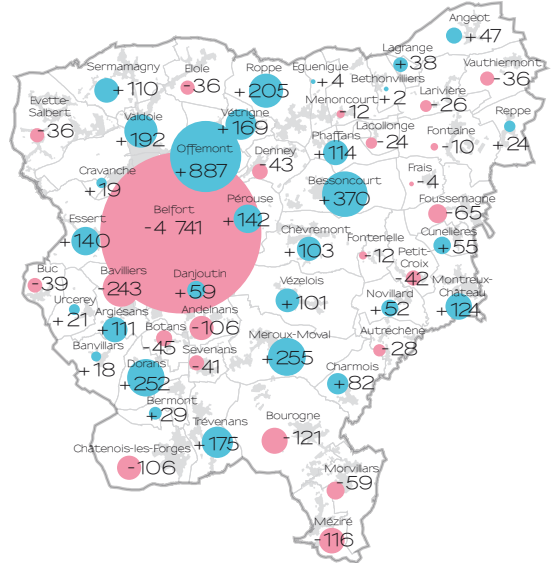 Angeot
+47
Lagrange
+38
Sermamagny
+110
Eloie
-36
Roppe
+205
Eguenigue
+4
Bethonvilliers
+2
Vauthiermont
-36
Larivière
-26
Evette-
Salbert
-36
Valdoie
+192
Vétrigne
+169
Menoncourt
-12
Reppe
+24
Phaffans
+114
Lacollonge
-24
Fontaine
-10
Offemont
+887
Denney
-43
Cravanche
+19
Bessoncourt
+370
Frais
-4
Foussemagne
-65
Pérouse
+142
Belfort
-4 741
Essert
+140
Chèvremont
+103
Fontenelle
-12
Cunelières
+55
Petit-
Croix
-42
Buc
-39
Bavilliers
-243
Danjoutin
+59
Vézelois
+101
Montreux-
Château
+124
Novillard
+52
Urcerey
+21
Argiésans
+111
Andelnans
-106
Botans
-45
Autrechêne
-28
Meroux-Moval
+255
Banvillars
+18
Sevenans
-41
Dorans
+252
Charmois
+82
Bermont
+29
Bourogne
-121
Trévenans
+175
Châtenois-les-Forges
-106
Morvillars
-59
Méziré
-116